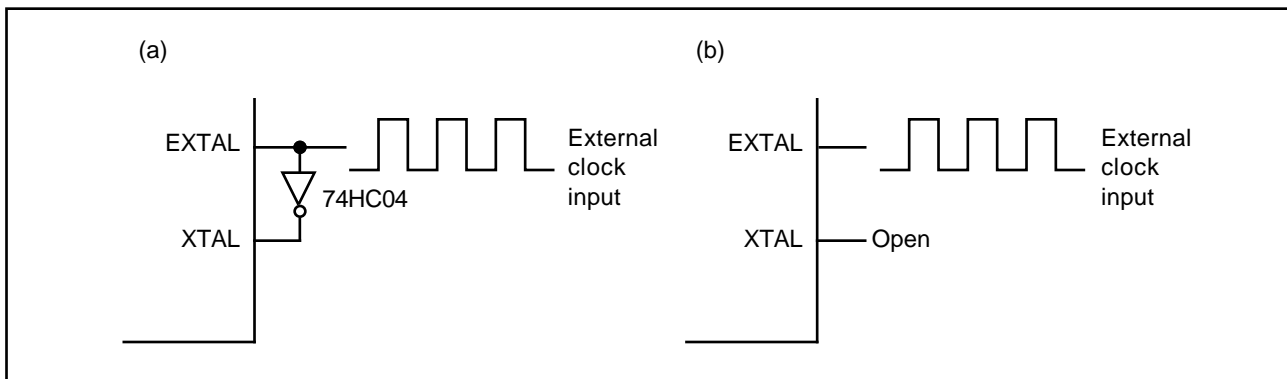 (a)
EXTAL
External
clock
input
74HC04
XTAL
(b)
EXTAL
External
clock
input
XTAL
Open